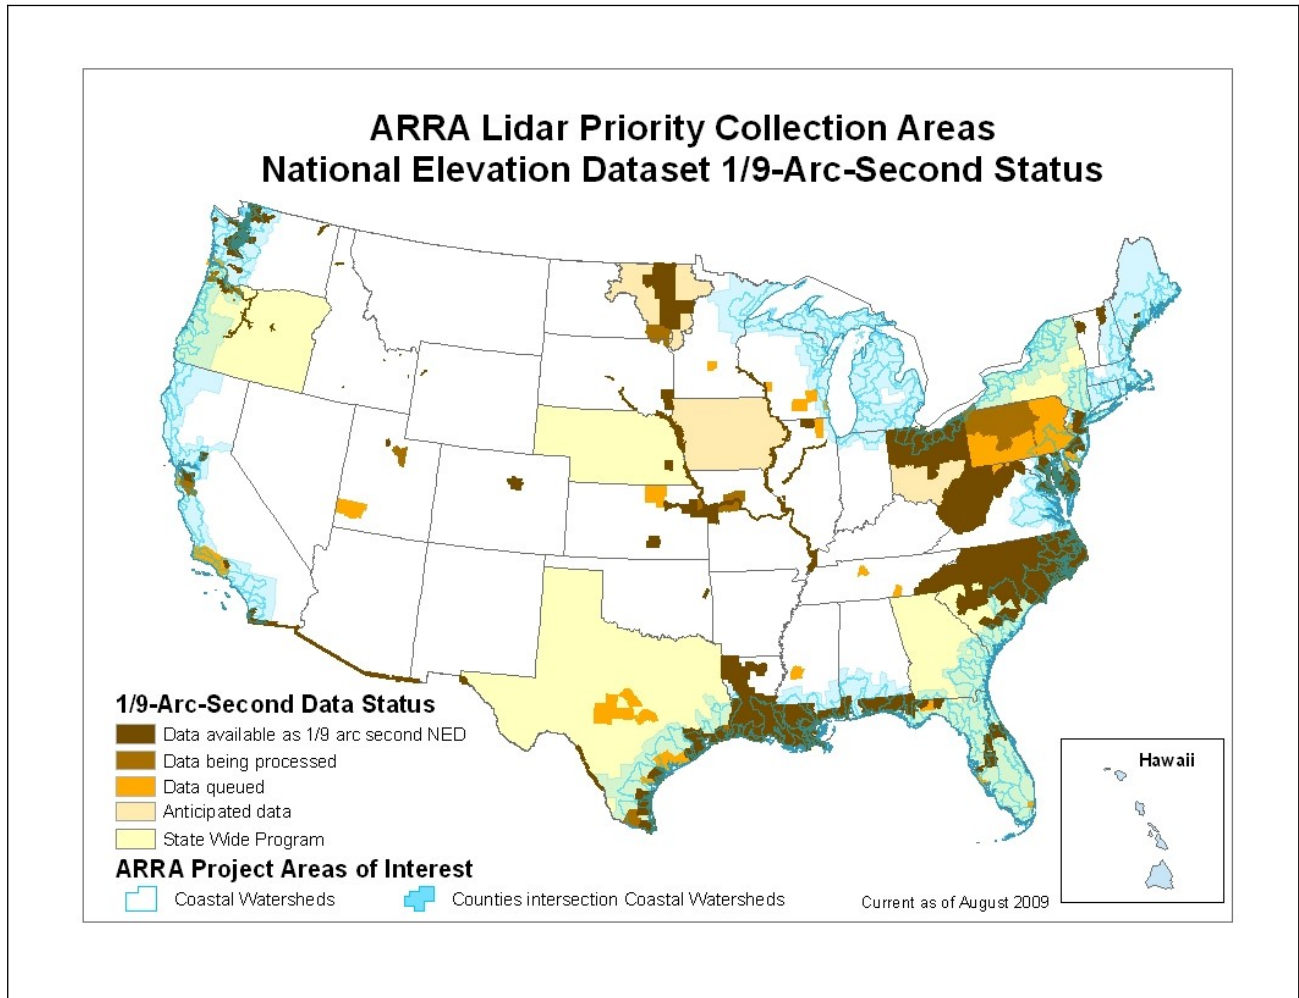 ARRA Lidar Priority Collection Areas
National Elevation Dataset 1/9-Arc-Second Status
1/9-Arc-Second Data Status
Data available as 1/9 arc second NED
Data being processed
Data queued
Anticipated data
State Wide Program
ARRA Project Areas of Interest
Coastal Watersheds
Counties intersection Coastal Watersheds
Current as of August 2009
Hawaii